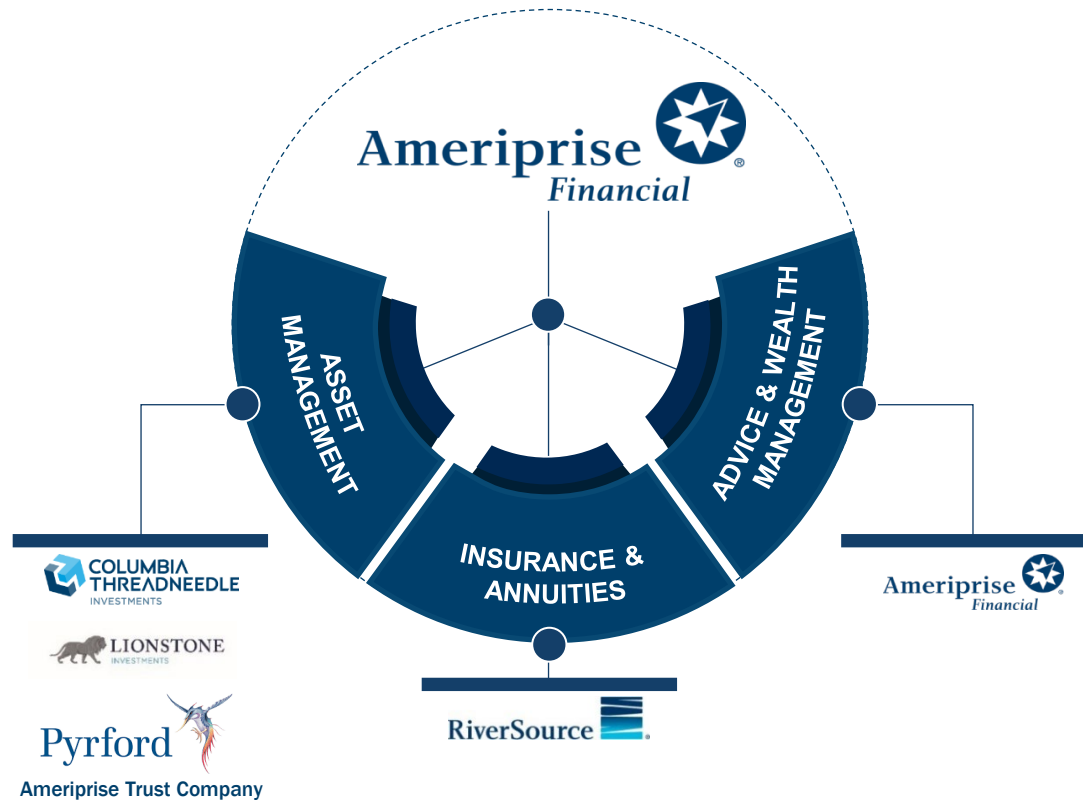 Ameriprise
®
Financial
ASSET
MANAGEMENT
INSURANCE &
ANNUITIES
ADVICE & WEALTH
MANAGEMENT
COLUMBIA
THREADNEEDLE
INVESTMENTS
LIONSTONE
INVESTMENTS
Pyrford
Ameriprise Trust Company
RiverSource
Ameriprise
Financial